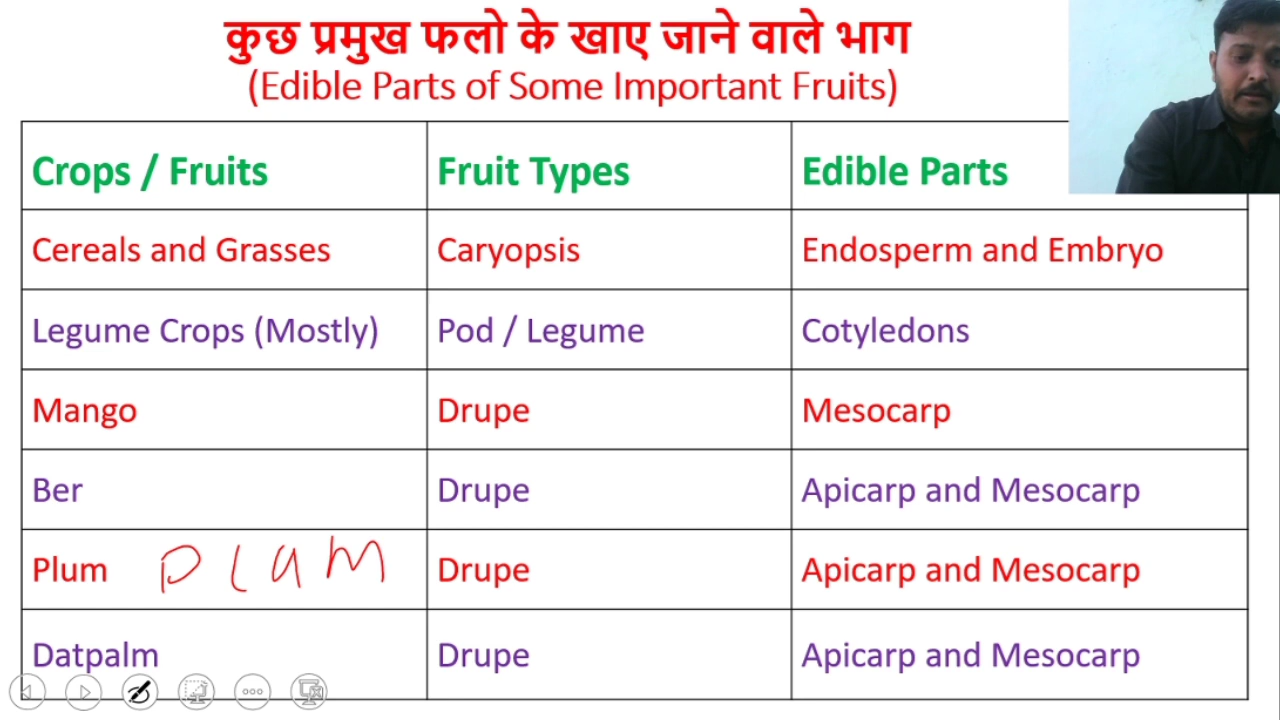 कुछ प्रमुख फलो के खाए जाने वाले भाग
(Edible Parts of Some Important Fruits)
Crops / Fruits Fruit Types Edible Parts
Cereals and Grasses Caryopsis Endosperm and Embryo
Legume Crops (Mostly) Pod / Legume Cotyledons
Mango Drupe Mesocarp
Ber Drupe Apicarp and Mesocarp
Plum PLAM Drupe Apicarp and Mesocarp
Datpalm Drupe Apicarp and Mesocarp